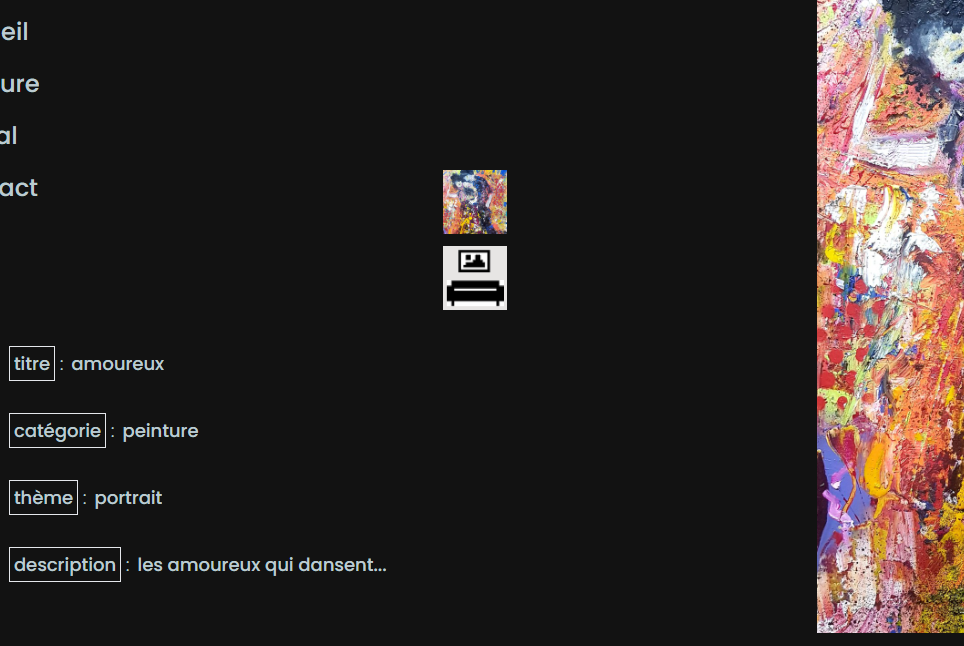 eil
ure
al
act
titre : amoureux
catégorie : peinture
thème : portrait
description : les amoureux qui dansent...